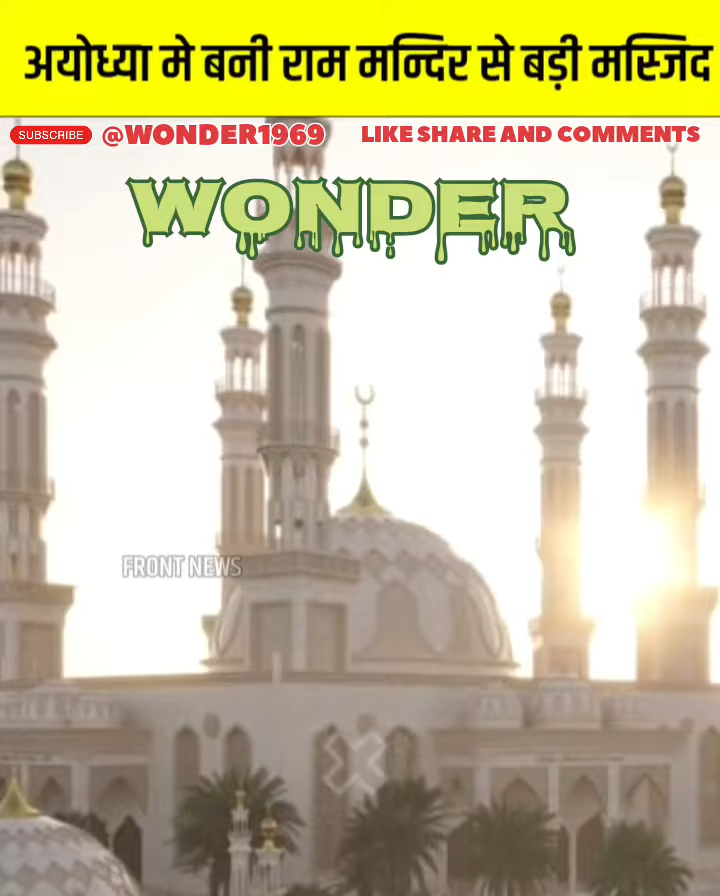 अयोध्या मे बनी राम मन्दिर से बड़ी मस्जिद
SUBSCRIBE @WONDER1969 LIKE SHARE AND COMMENTS
WONDER
FRONT NEWS